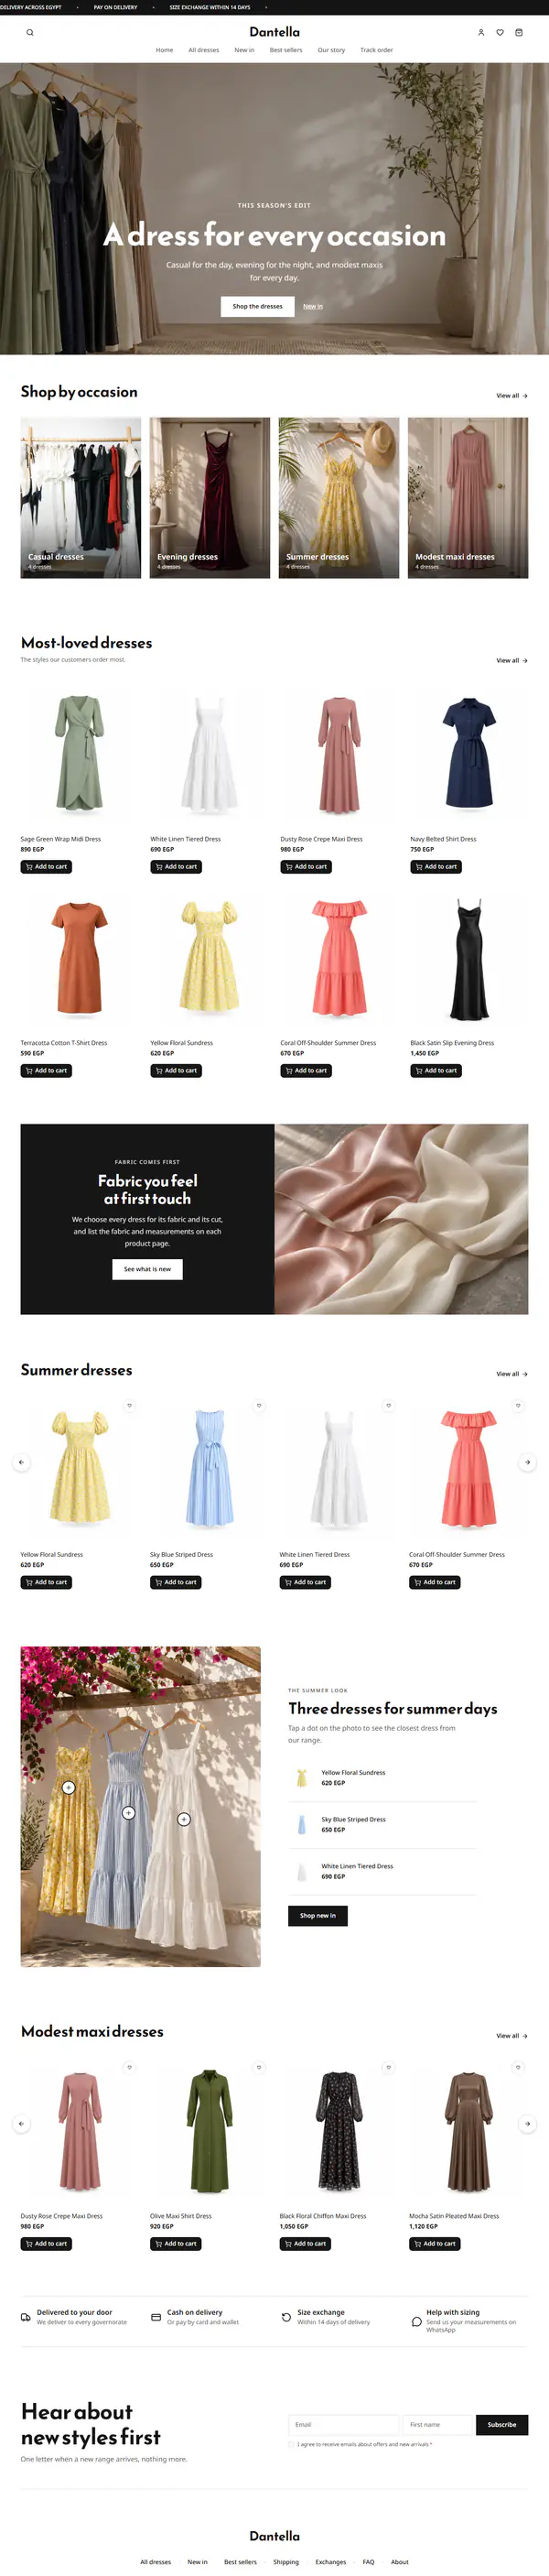 DELIVERY ACROSS EGYPT • PAY ON DELIVERY • SIZE EXCHANGE WITHIN 14 DAYS •
Dantella
Home All dresses New in Best sellers Our story Track order
THIS SEASON'S EDIT
A dress for every occasion
Casual for the day, evening for the night, and modest maxis
for every day.
Shop the dresses New in
Shop by occasion
View all →
Casual dresses
4 dresses
Evening dresses
4 dresses
Summer dresses
4 dresses
Modest maxi dresses
4 dresses
Most-loved dresses
The styles our customers order most.
View all →
Sage Green Wrap Midi Dress
890 EGP
Add to cart
White Linen Tiered Dress
690 EGP
Add to cart
Dusty Rose Crepe Maxi Dress
980 EGP
Add to cart
Navy Belted Shirt Dress
750 EGP
Add to cart
Terracotta Cotton T-Shirt Dress
590 EGP
Add to cart
Yellow Floral Sundress
620 EGP
Add to cart
Coral Off-Shoulder Summer Dress
670 EGP
Add to cart
Black Satin Slip Evening Dress
1,450 EGP
Add to cart
FABRIC COMES FIRST
Fabric you feel
at first touch
We choose every dress for its fabric and its cut,
and list the fabric and measurements on each
product page.
See what is new
Summer dresses
View all →
Yellow Floral Sundress
620 EGP
Add to cart
Sky Blue Striped Dress
650 EGP
Add to cart
White Linen Tiered Dress
690 EGP
Add to cart
Coral Off-Shoulder Summer Dress
670 EGP
Add to cart
THE SUMMER LOOK
Three dresses for summer days
Tap a dot on the photo to see the closest dress from
our range.
Yellow Floral Sundress
620 EGP
Sky Blue Striped Dress
650 EGP
White Linen Tiered Dress
690 EGP
Shop new in
Modest maxi dresses
View all →
Dusty Rose Crepe Maxi Dress
980 EGP
Add to cart
Olive Maxi Shirt Dress
920 EGP
Add to cart
Black Floral Chiffon Maxi Dress
1,050 EGP
Add to cart
Mocha Satin Pleated Maxi Dress
1,120 EGP
Add to cart
Delivered to your door
We deliver to every governorate
Cash on delivery
Or pay by card and wallet
Size exchange
Within 14 days of delivery
Help with sizing
Send us your measurements on
WhatsApp
Hear about
new styles first
One letter when a new range arrives, nothing more.
Email First name Subscribe
I agree to receive emails about offers and new arrivals *
Dantella
All dresses New in Best sellers Shipping Exchanges FAQ About